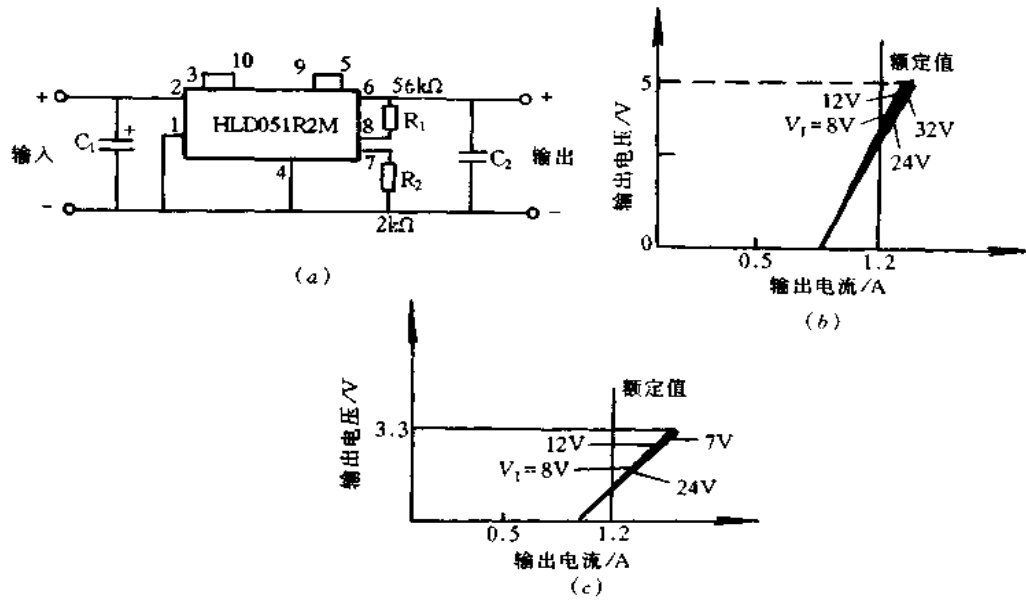 3 10 9 5
+ 2 6 56kΩ +
1 HLD051R2M 8 R₁
C₁ +
输入 4 7 C₂ 输出
R₂
− −
2kΩ
(a)
额定值
5
12V
V_I=8V 32V
24V
输出电压/V
0
0.5 1.2
输出电流/A
(b)
额定值
3.3
12V 7V
V_I=8V
24V
输出电压/V
0.5 1.2
输出电流/A
(c)